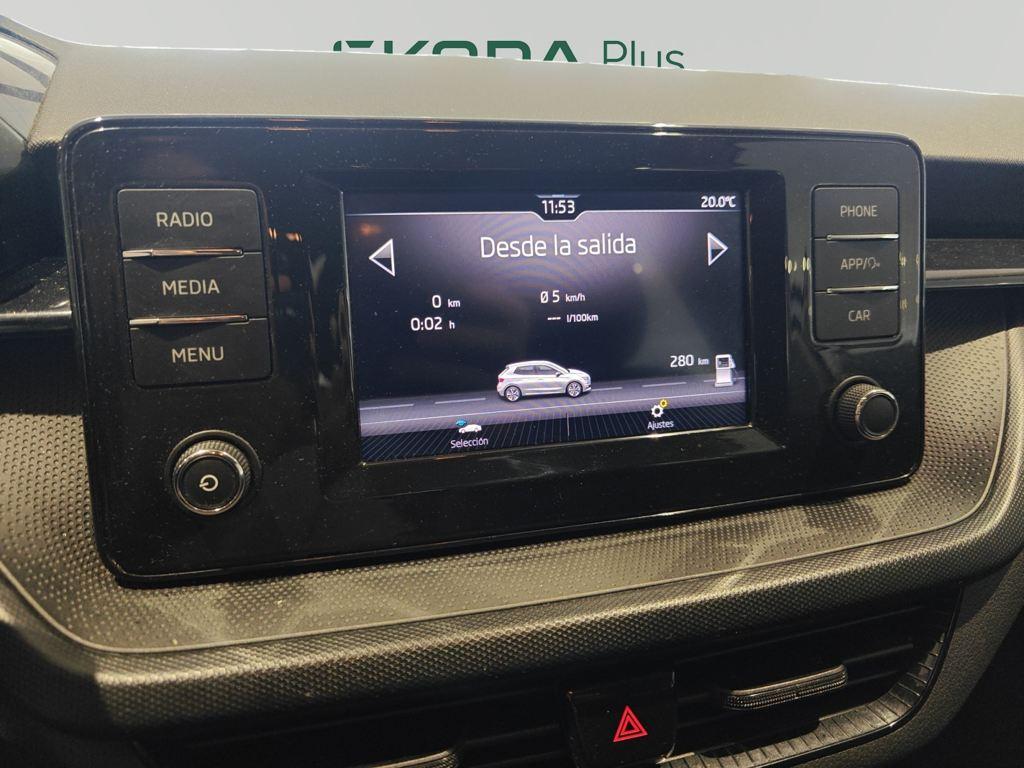 ŠKODA Plus
RADIO
MEDIA
MENU
11:53
20.0°C
Desde la salida
0 km
Ø 5 km/h
0:02 h
--- l/100km
280 km
Selección
Ajustes
PHONE
APP/
CAR